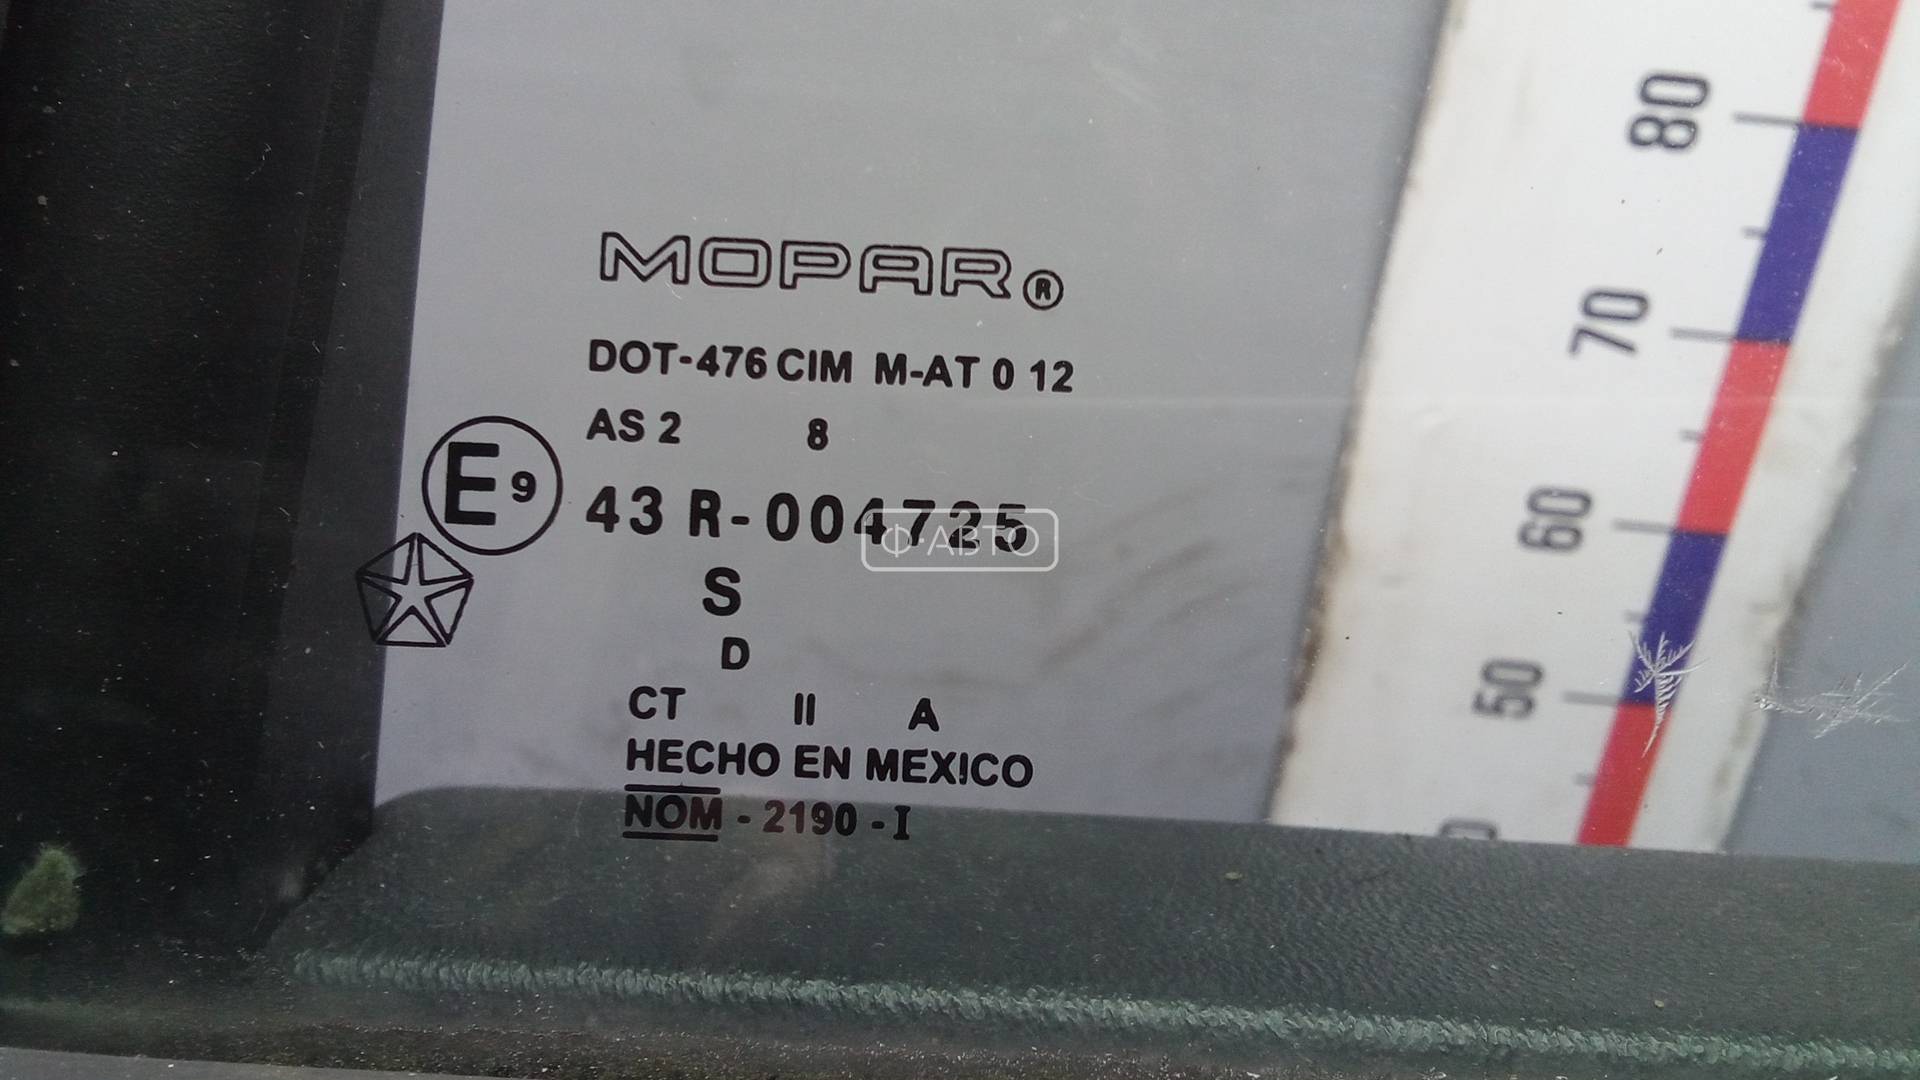 MOPAR®
DOT-476 CIM M-AT 0 12
AS 2 8
E9 43 R-004725
Ф-АВТО
S
D
CT II A
HECHO EN MEXICO
NOM - 2190 - I
80
70
60
50